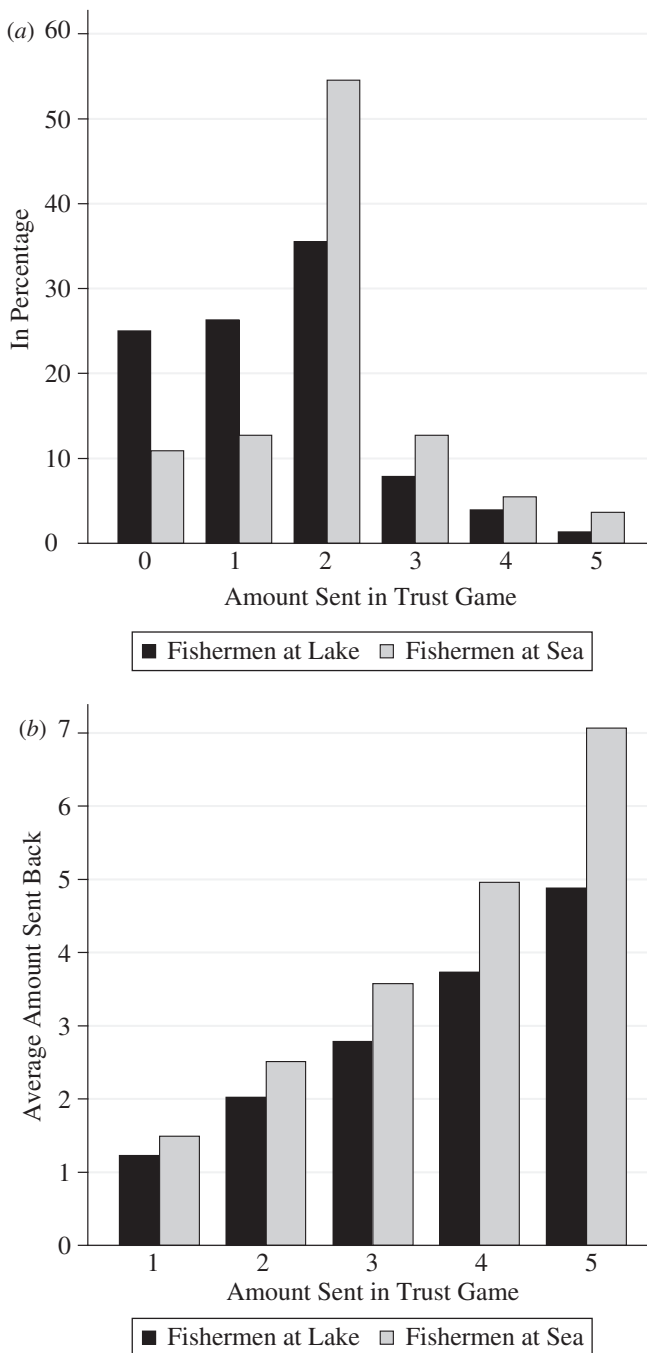 (a)
60
50
40
30
20
10
0
In Percentage
0 1 2 3 4 5
Amount Sent in Trust Game
Fishermen at Lake Fishermen at Sea
(b)
7
6
5
4
3
2
1
0
Average Amount Sent Back
1 2 3 4 5
Amount Sent in Trust Game
Fishermen at Lake Fishermen at Sea